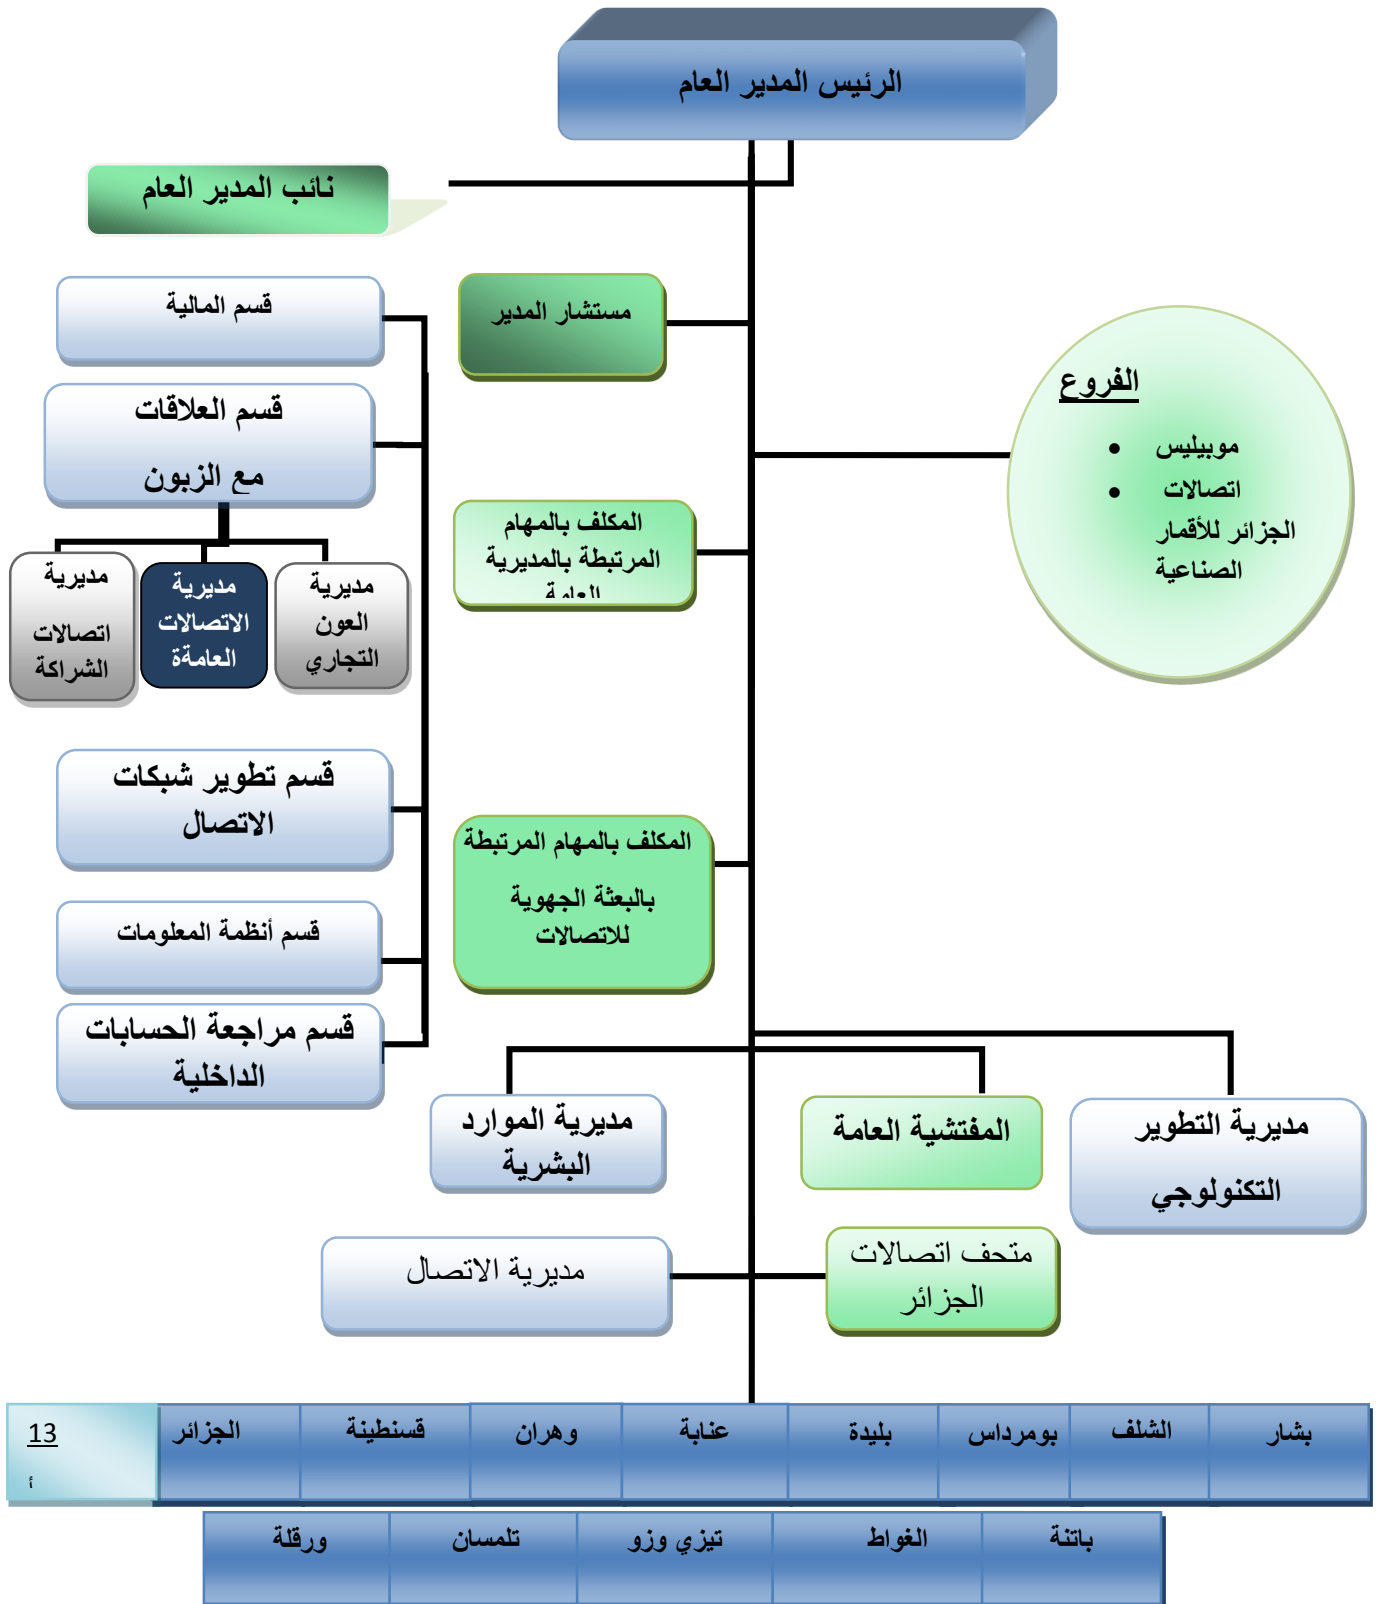 الرئيس المدير العام
نائب المدير العام
مستشار المدير
قسم المالية
قسم العلاقات
مع الزبون
الفروع
• موبيليس
• اتصالات
الجزائر للأقمار
الصناعية
المكلف بالمهام
المرتبطة بالمديرية
العامة
مديرية
العون
التجاري
مديرية
الاتصالات
العامةة
مديرية
اتصالات
الشراكة
قسم تطوير شبكات
الاتصال
المكلف بالمهام المرتبطة
بالبعثة الجهوية
للاتصالات
قسم أنظمة المعلومات
قسم مراجعة الحسابات
الداخلية
مديرية التطوير
التكنولوجي
المفتشية العامة
مديرية الموارد
البشرية
متحف اتصالات
الجزائر
مديرية الاتصال
بشار
الشلف
بومرداس
بليدة
عنابة
وهران
قسنطينة
الجزائر
13
باتنة
الغواط
تيزي وزو
تلمسان
ورقلة